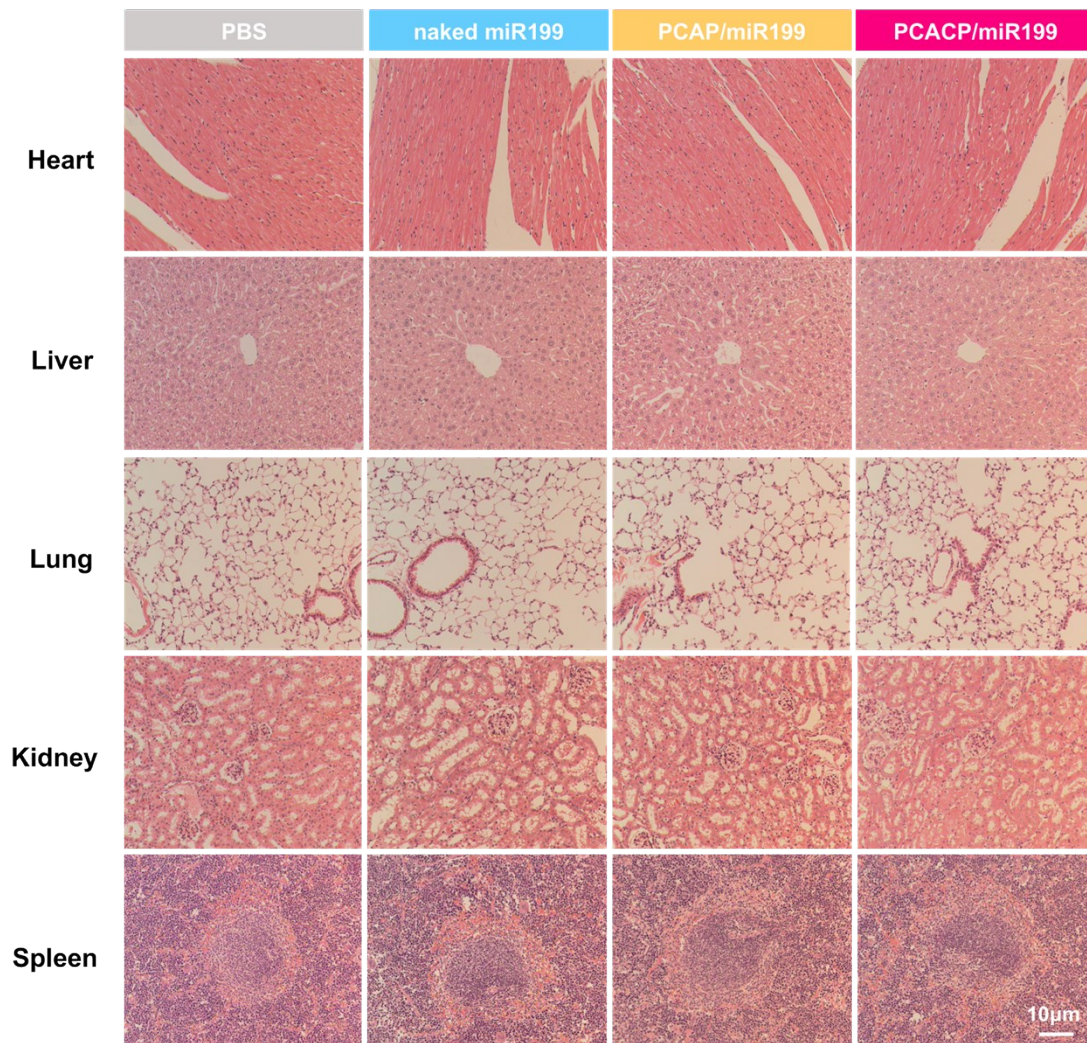 PBS
naked miR199
PCAP/miR199
PCACP/miR199
Heart
Liver
Lung
Kidney
Spleen
10μm